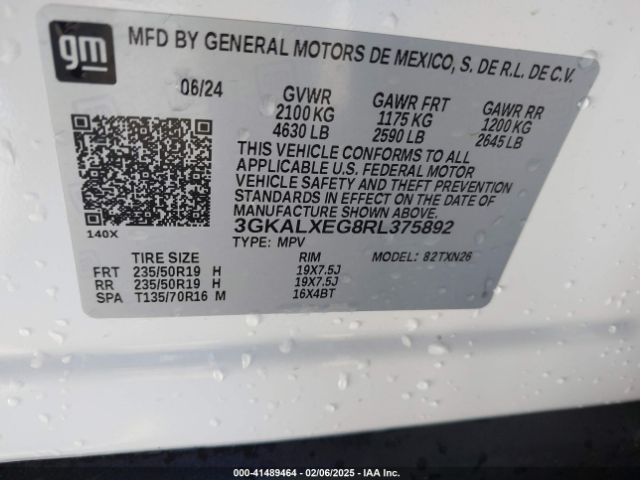 gm
MFD BY GENERAL MOTORS DE MEXICO, S. DE R.L. DE C.V.
06/24 GVWR GAWR FRT GAWR RR
2100 KG 1175 KG 1200 KG
4630 LB 2590 LB 2645 LB
THIS VEHICLE CONFORMS TO ALL
APPLICABLE U.S. FEDERAL MOTOR
VEHICLE SAFETY AND THEFT PREVENTION
STANDARDS IN EFFECT ON THE DATE OF
MANUFACTURE SHOWN ABOVE.
3GKALXEG8RL375892
140X
TYPE: MPV MODEL: 82TXN26
TIRE SIZE RIM
FRT 235/50R19 H 19X7.5J
RR 235/50R19 H 19X7.5J
SPA T135/70R16 M 16X4BT
000-41489464 - 02/06/2025 - IAA Inc.